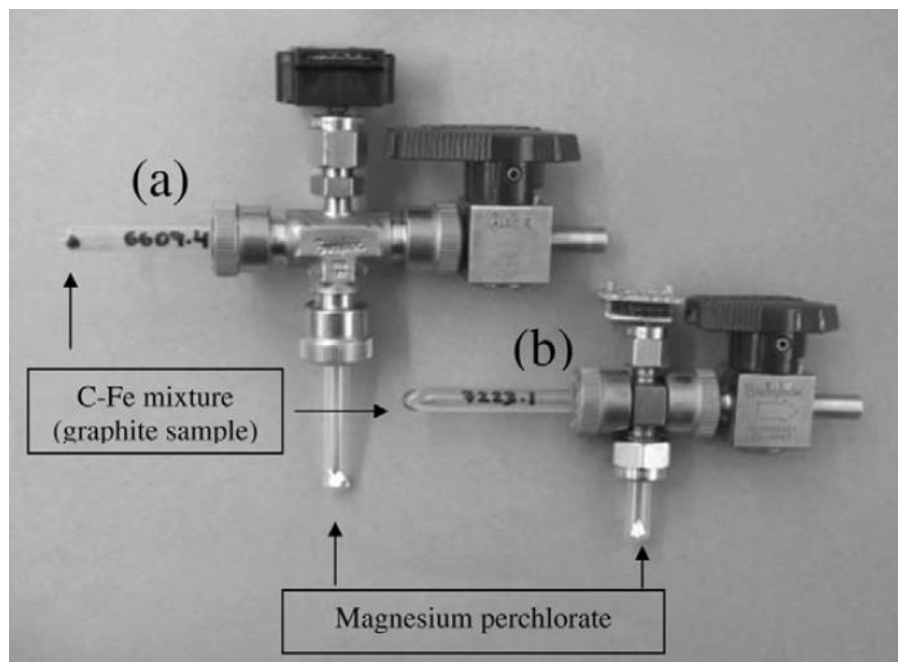 (a)
6609.4
(b)
7223.1
C-Fe mixture
(graphite sample)
Magnesium perchlorate